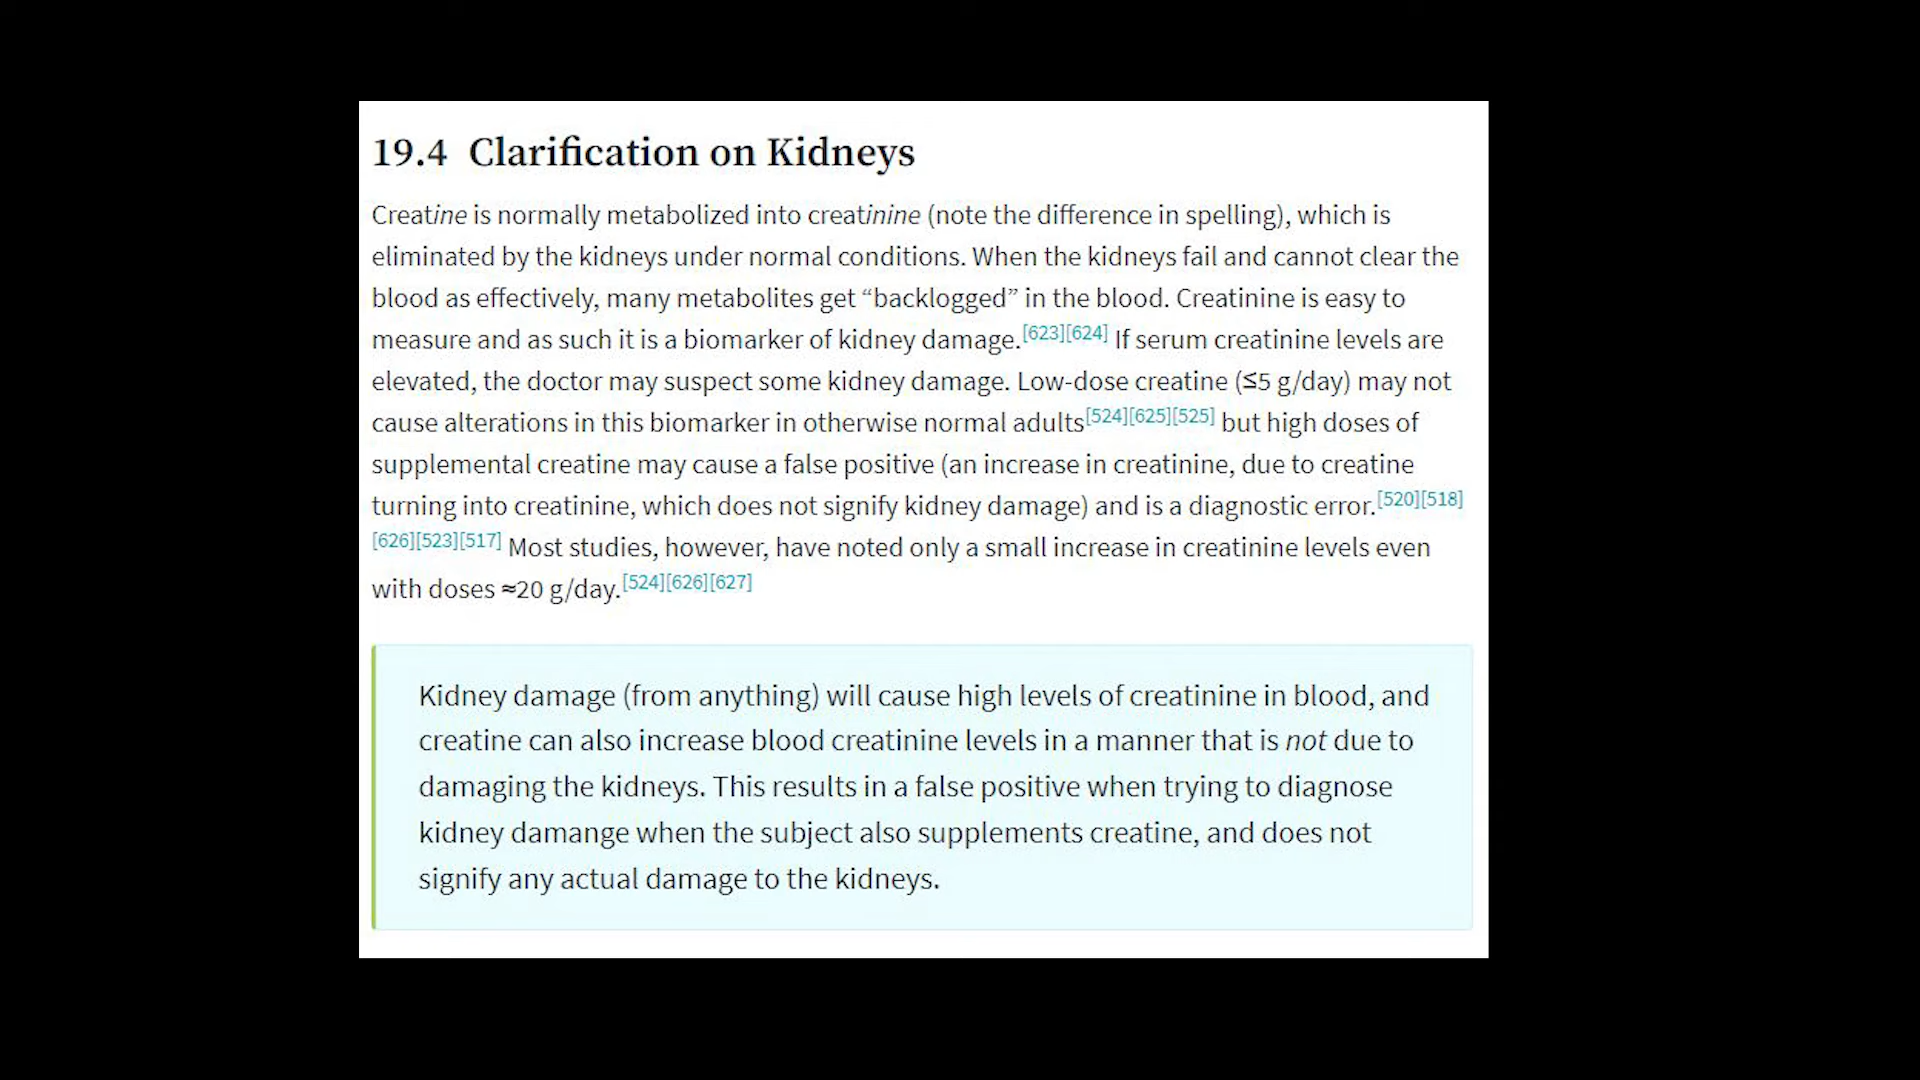 19.4 Clarification on Kidneys
Creatine is normally metabolized into creatinine (note the difference in spelling), which is
eliminated by the kidneys under normal conditions. When the kidneys fail and cannot clear the
blood as effectively, many metabolites get “backlogged” in the blood. Creatinine is easy to
measure and as such it is a biomarker of kidney damage.[623][624] If serum creatinine levels are
elevated, the doctor may suspect some kidney damage. Low-dose creatine (≤5 g/day) may not
cause alterations in this biomarker in otherwise normal adults[524][625][525] but high doses of
supplemental creatine may cause a false positive (an increase in creatinine, due to creatine
turning into creatinine, which does not signify kidney damage) and is a diagnostic error.[520][518]
[626][523][517] Most studies, however, have noted only a small increase in creatinine levels even
with doses ≈20 g/day.[524][626][627]
Kidney damage (from anything) will cause high levels of creatinine in blood, and
creatine can also increase blood creatinine levels in a manner that is not due to
damaging the kidneys. This results in a false positive when trying to diagnose
kidney damange when the subject also supplements creatine, and does not
signify any actual damage to the kidneys.